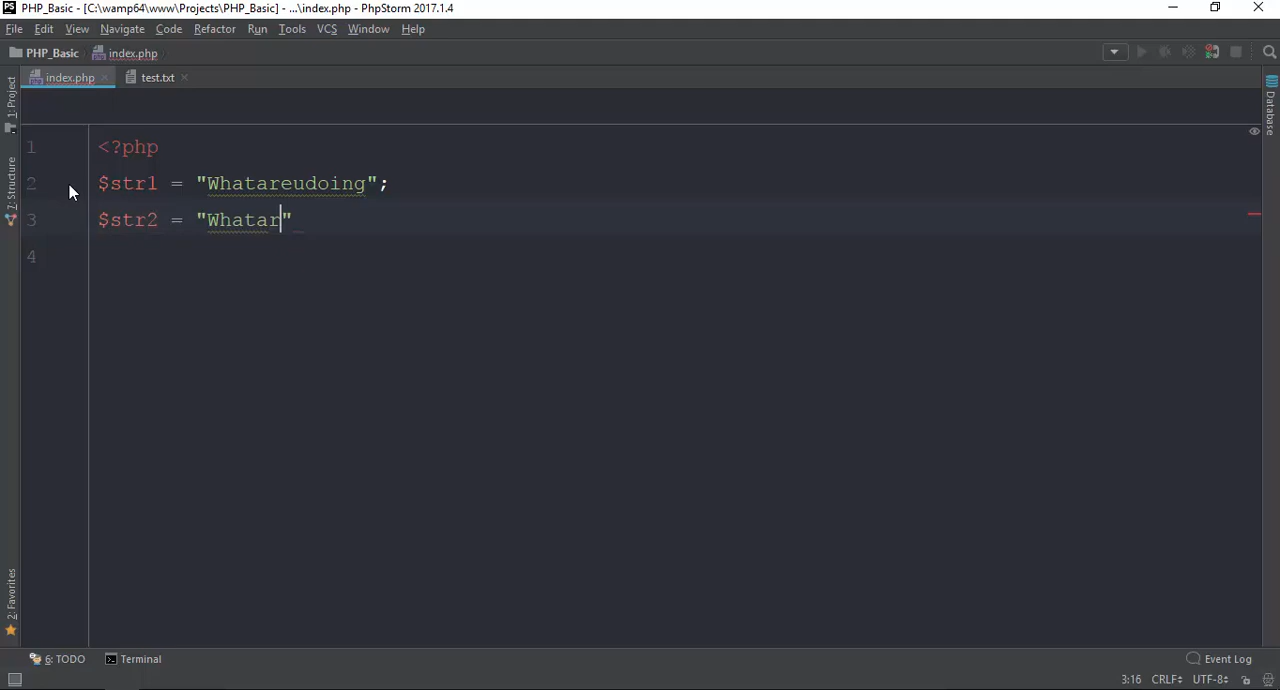 PS PHP_Basic - [C:\wamp64\www\Projects\PHP_Basic] - ...\index.php - PhpStorm 2017.1.4
File Edit View Navigate Code Refactor Run Tools VCS Window Help
PHP_Basic index.php
index.php test.txt
1: Project
7: Structure
2: Favorites
Database
1 <?php
2 $str1 = "Whatareudoing";
3 $str2 = "Whatar"
4
6: TODO Terminal Event Log
3:16 CRLF UTF-8